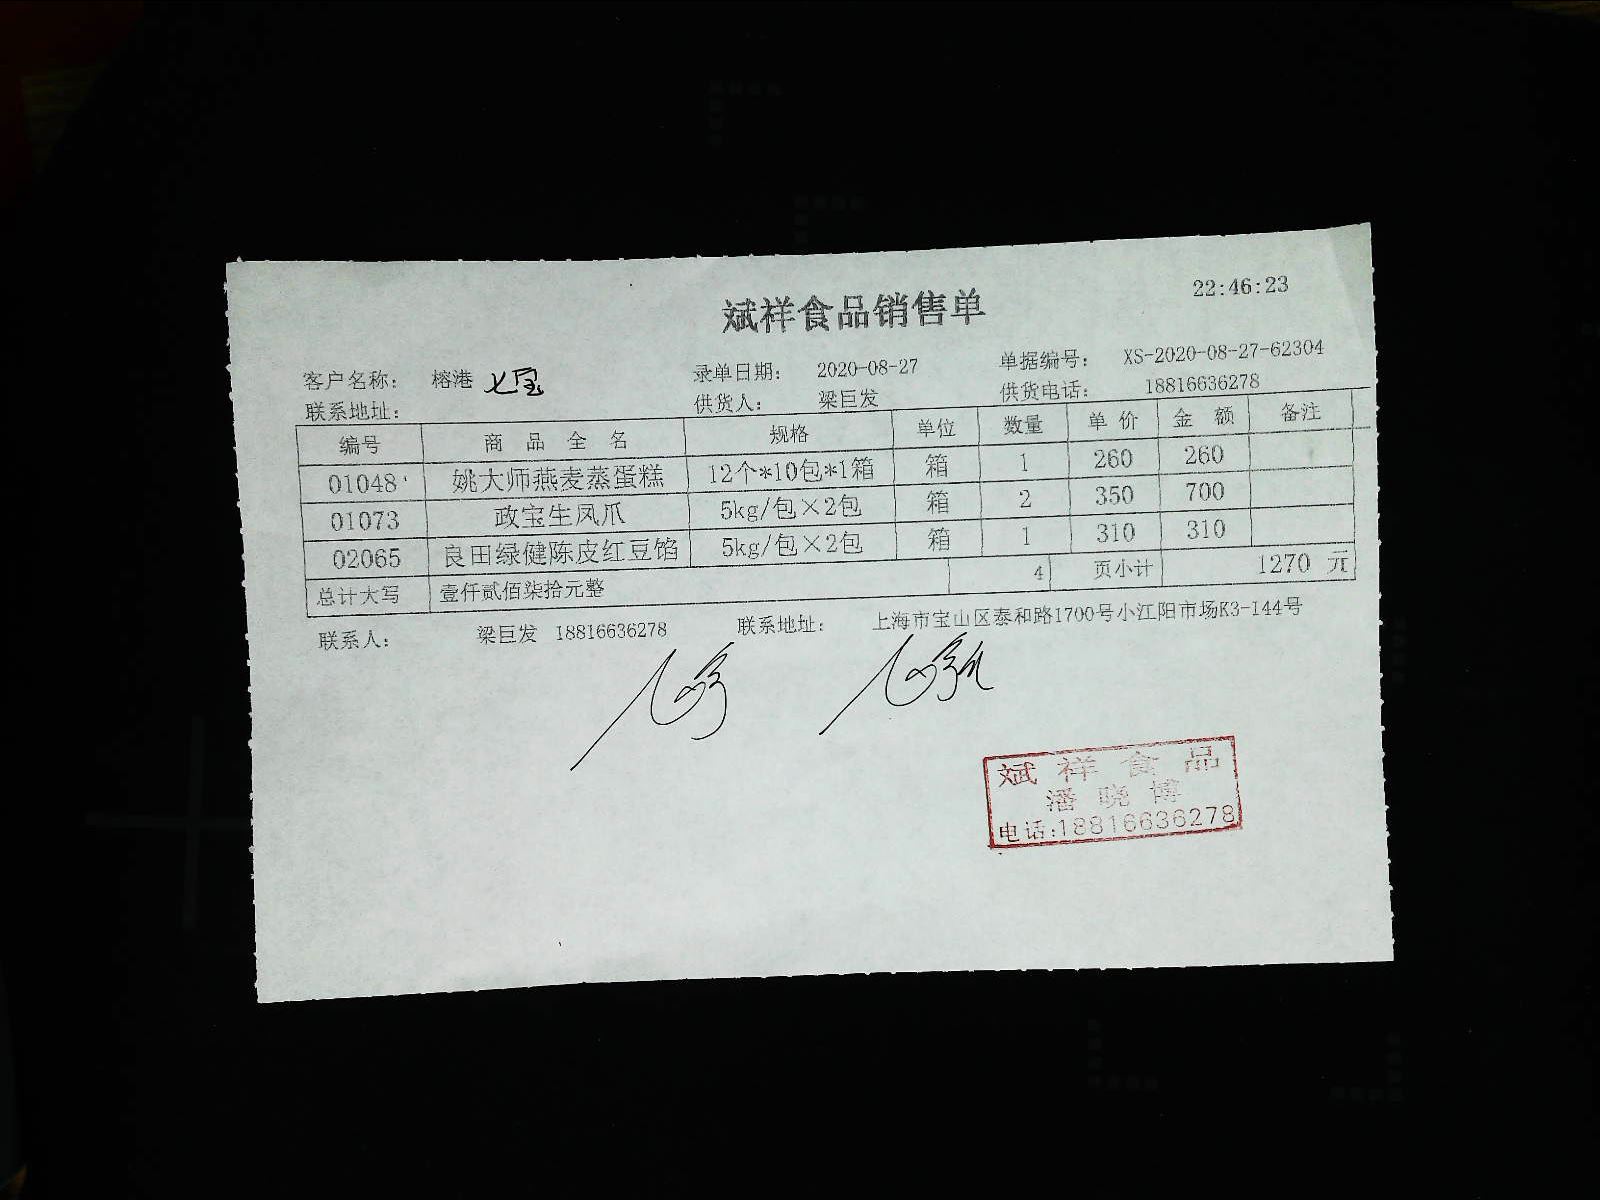 22:46:23
斌祥食品销售单
客户名称： 榕港 七宝 录单日期： 2020-08-27 单据编号： XS-2020-08-27-62304
联系地址： 供货人： 梁巨发 供货电话： 18816636278
编号 商 品 全 名 规格 单位 数量 单 价 金 额 备注
01048 姚大师燕麦蒸蛋糕 12个*10包*1箱 箱 1 260 260
01073 政宝生凤爪 5kg/包×2包 箱 2 350 700
02065 良田绿健陈皮红豆馅 5kg/包×2包 箱 1 310 310
总计大写 壹仟贰佰柒拾元整 4 页小计 1270 元
联系人： 梁巨发 18816636278 联系地址： 上海市宝山区泰和路1700号小江阳市场K3-144号
斌祥食品
潘晓博
电话:18816636278